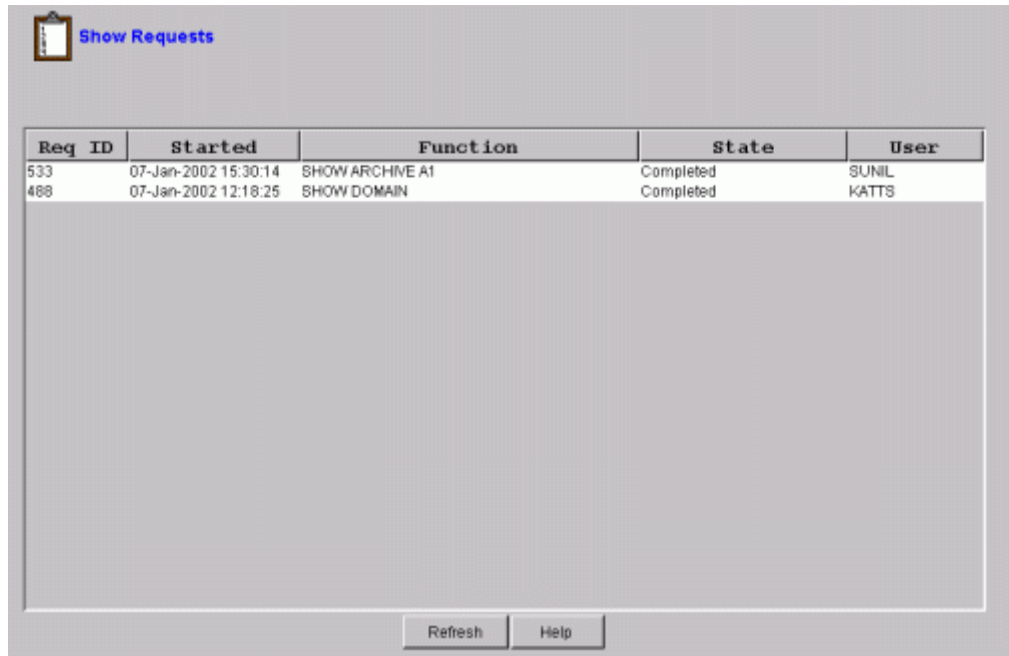 Show Requests
Req ID Started Function State User
533 07-Jan-2002 15:30:14 SHOW ARCHIVE A1 Completed SUNIL
488 07-Jan-2002 12:18:25 SHOW DOMAIN Completed KATTS
Refresh Help